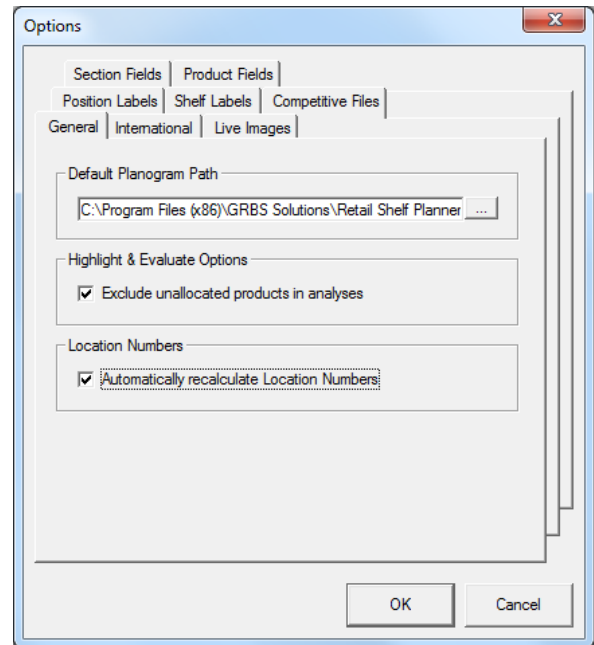 Options
Section Fields Product Fields
Position Labels Shelf Labels Competitive Files
General International Live Images
Default Planogram Path
C:\Program Files (x86)\GRBS Solutions\Retail Shelf Planner ...
Highlight & Evaluate Options
Exclude unallocated products in analyses
Location Numbers
Automatically recalculate Location Numbers
OK Cancel